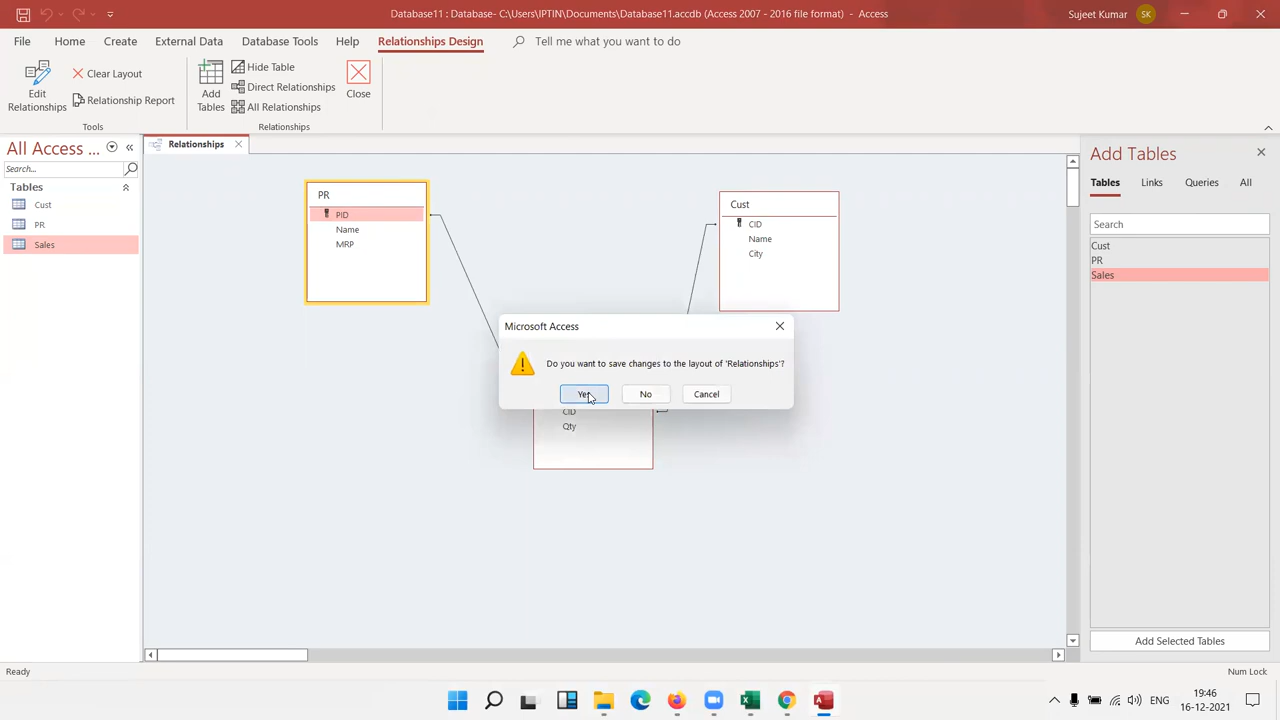 Database11 : Database- C:\Users\IPTIN\Documents\Database11.accdb (Access 2007 - 2016 file format) - Access
Sujeet Kumar
SK
File
Home
Create
External Data
Database Tools
Help
Relationships Design
Tell me what you want to do
Edit
Relationships
Clear Layout
Relationship Report
Tools
Add
Tables
Hide Table
Direct Relationships
All Relationships
Relationships
Close
All Access ...
Search...
Tables
Cust
PR
Sales
Relationships
PR
PID
Name
MRP
Cust
CID
Name
City
Microsoft Access
Do you want to save changes to the layout of 'Relationships'?
Yes
No
Cancel
CID
Qty
Add Tables
Tables
Links
Queries
All
Search
Cust
PR
Sales
Add Selected Tables
Ready
Num Lock
ENG
19:46
16-12-2021